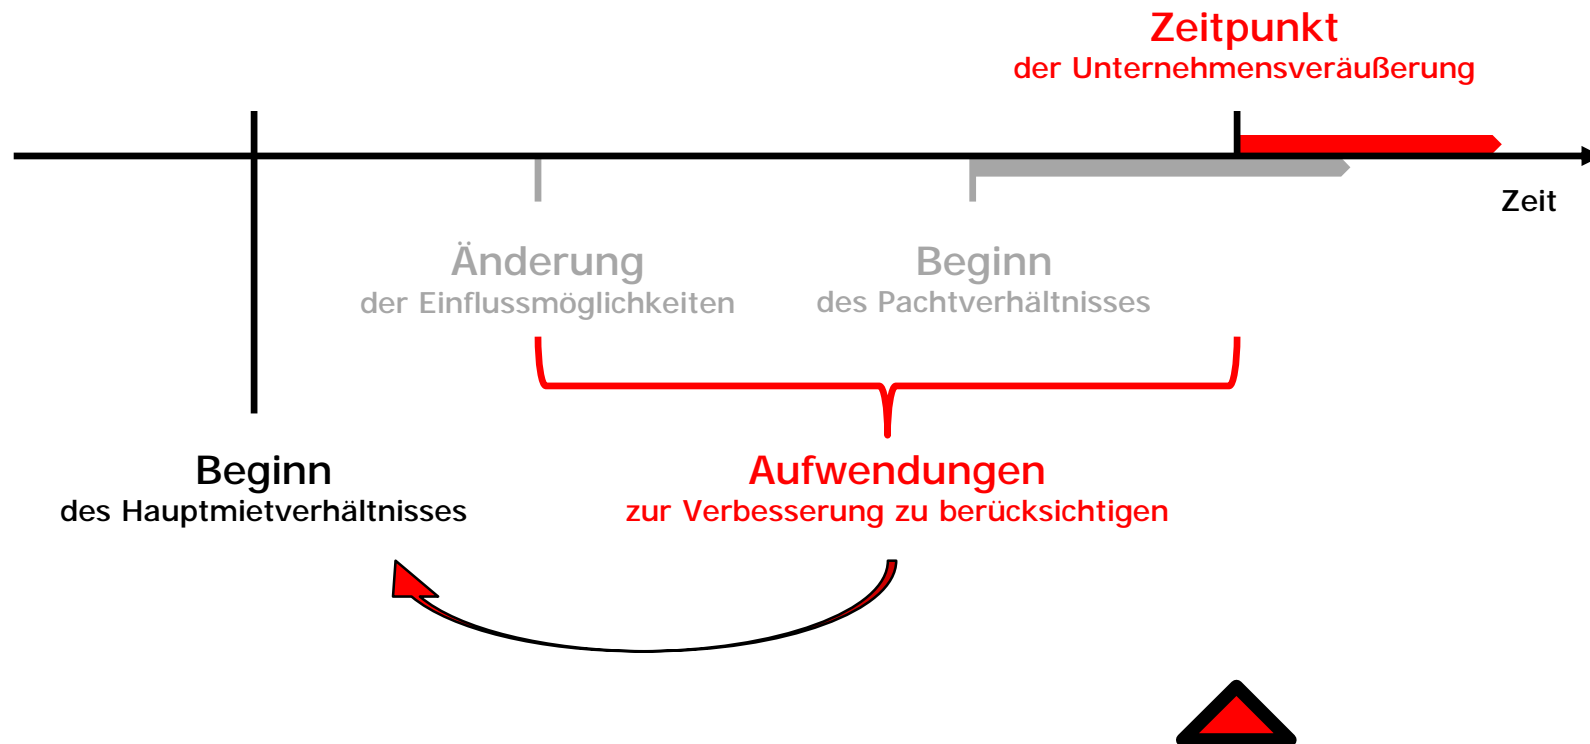 Zeitpunkt
der Unternehmensveräußerung
Zeit
Änderung
der Einflussmöglichkeiten
Beginn
des Pachtverhältnisses
Beginn
des Hauptmietverhältnisses
Aufwendungen
zur Verbesserung zu berücksichtigen